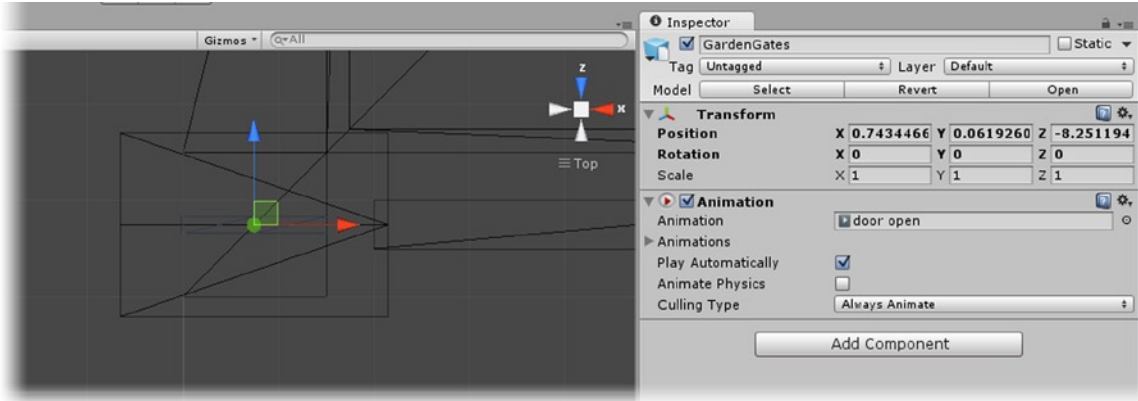 Inspector
Gizmos All
GardenGates Static
Tag Untagged Layer Default
Model Select Revert Open
Transform
Position X 0.7434466 Y 0.0619260 Z -8.251194
Rotation X 0 Y 0 Z 0
Scale X 1 Y 1 Z 1
z
x
Top
Animation
Animation door open
Animations
Play Automatically
Animate Physics
Culling Type Always Animate
Add Component